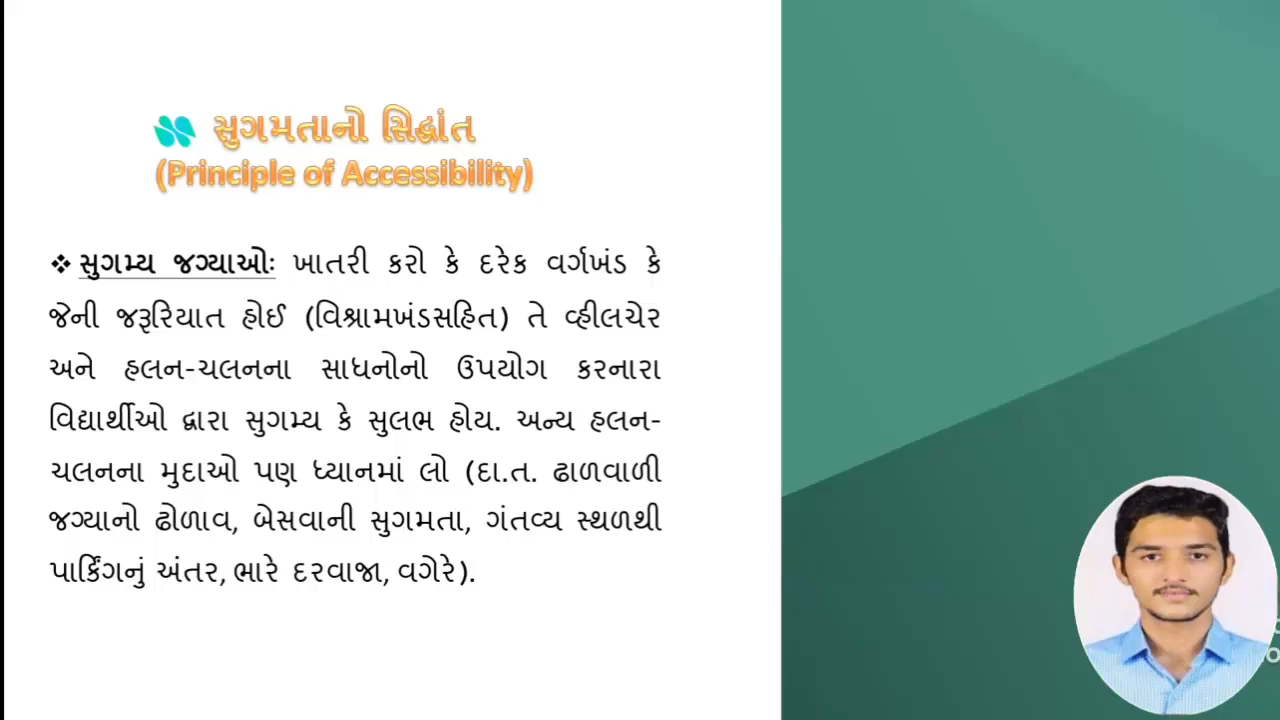 સુગમતાનો સિદ્ધાંત
(Principle of Accessibility)
❖ સુગમ્ય જગ્યાઓઃ ખાતરી કરો કે દરેક વર્ગખંડ કે
જેની જરૂરિયાત હોઈ (વિશ્રામખંડસહિત) તે વ્હીલચેર
અને હલન-ચલનના સાધનોનો ઉપયોગ કરનારા
વિદ્યાર્થીઓ દ્વારા સુગમ્ય કે સુલભ હોય. અન્ય હલન-
ચલનના મુદાઓ પણ ધ્યાનમાં લો (દા.ત. ઢાળવાળી
જગ્યાનો ઢોળાવ, બેસવાની સુગમતા, ગંતવ્ય સ્થળથી
પાર્કિંગનું અંતર, ભારે દરવાજા, વગેરે).